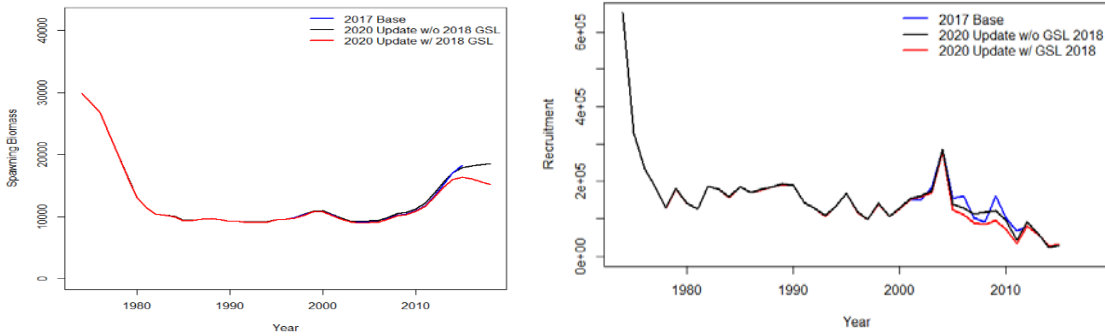 2017 Base
2020 Update w/o 2018 GSL
2020 Update w/ 2018 GSL
Spawning Biomass
40000
30000
20000
10000
0
1980
1990
2000
2010
Year
2017 Base
2020 Update w/o GSL 2018
2020 Update w/ GSL 2018
Recruitment
6e+05
4e+05
2e+05
0e+00
1980
1990
2000
2010
Year